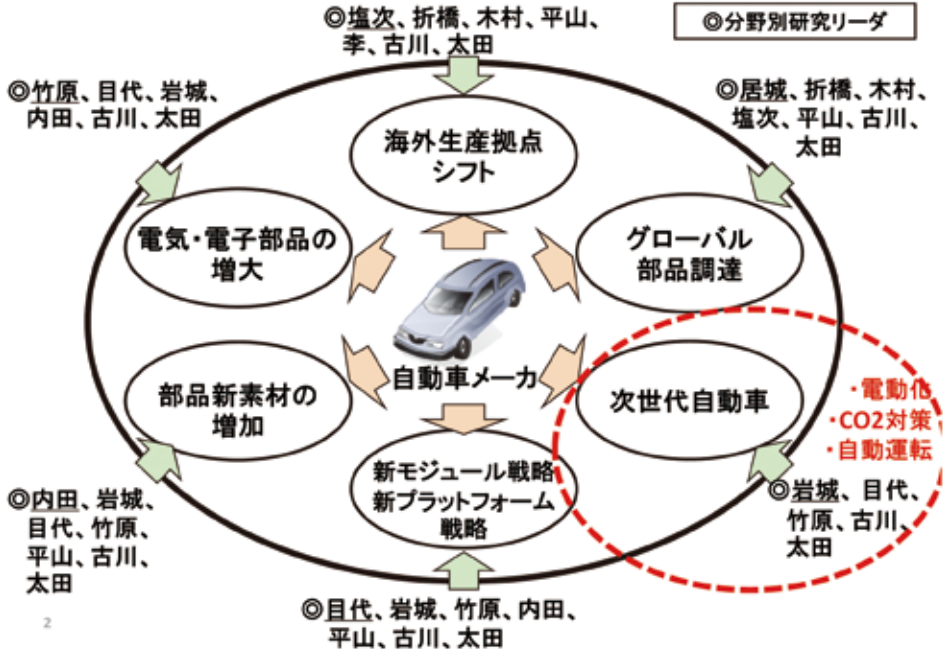 ◎塩次、折橋、木村、平山、
李、古川、太田
◎分野別研究リーダ
◎竹原、目代、岩城、
内田、古川、太田
◎居城、折橋、木村、
塩次、平山、古川、
太田
海外生産拠点
シフト
電気・電子部品の
増大
グローバル
部品調達
自動車メーカ
部品新素材の
増加
次世代自動車
・電動化
・CO2対策
・自動運転
新モジュール戦略
新プラットフォーム
戦略
◎内田、岩城、
目代、竹原、
平山、古川、
太田
◎岩城、目代、
竹原、古川、
太田
◎目代、岩城、竹原、内田、
平山、古川、太田
2